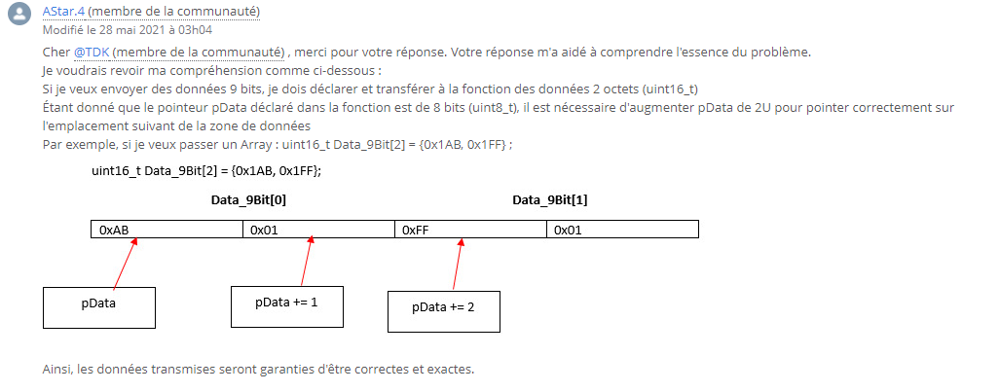 AStar.4 (membre de la communauté)
Modifié le 28 mai 2021 à 03h04
Cher @TDK (membre de la communauté) , merci pour votre réponse. Votre réponse m'a aidé à comprendre l'essence du problème.
Je voudrais revoir ma compréhension comme ci-dessous :
Si je veux envoyer des données 9 bits, je dois déclarer et transférer à la fonction des données 2 octets (uint16_t)
Étant donné que le pointeur pData déclaré dans la fonction est de 8 bits (uint8_t), il est nécessaire d'augmenter pData de 2U pour pointer correctement sur
l'emplacement suivant de la zone de données
Par exemple, si je veux passer un Array : uint16_t Data_9Bit[2] = {0x1AB, 0x1FF} ;
uint16_t Data_9Bit[2] = {0x1AB, 0x1FF};
Data_9Bit[0] Data_9Bit[1]
0xAB 0x01 0xFF 0x01
pData pData += 1 pData += 2
Ainsi, les données transmises seront garanties d'être correctes et exactes.